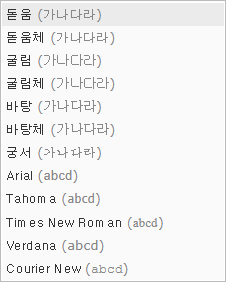 돋움 (가나다라)
돋움체 (가나다라)
굴림 (가나다라)
굴림체 (가나다라)
바탕 (가나다라)
바탕체 (가나다라)
궁서 (가나다라)
Arial (abcd)
Tahoma (abcd)
Times New Roman (abcd)
Verdana (abcd)
Courier New (abcd)